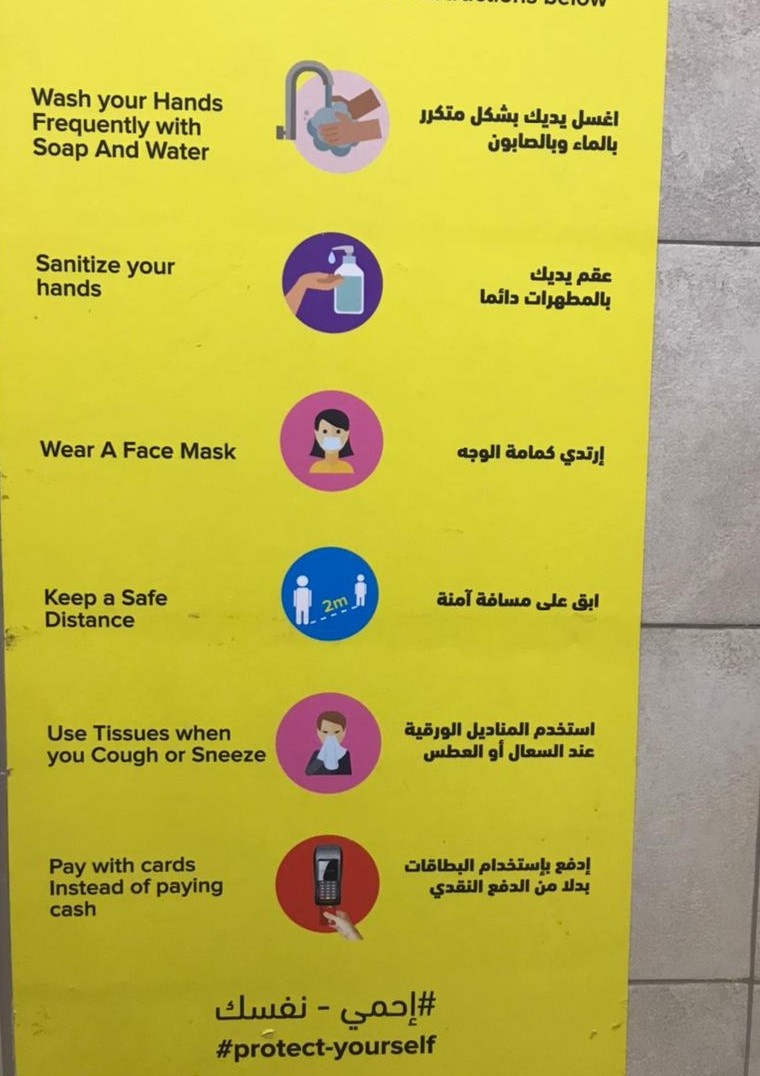 below
Wash your Hands
Frequently with
Soap And Water
اغسل يديك بشكل متكرر
بالماء وبالصابون
Sanitize your
hands
عقم يديك
بالمطهرات دائما
Wear A Face Mask
إرتدي كمامة الوجه
Keep a Safe
Distance
2m
ابق على مسافة آمنة
Use Tissues when
you Cough or Sneeze
استخدم المناديل الورقية
عند السعال أو العطس
Pay with cards
Instead of paying
cash
إدفع بإستخدام البطاقات
بدلا من الدفع النقدي
#إحمي - نفسك
#protect-yourself